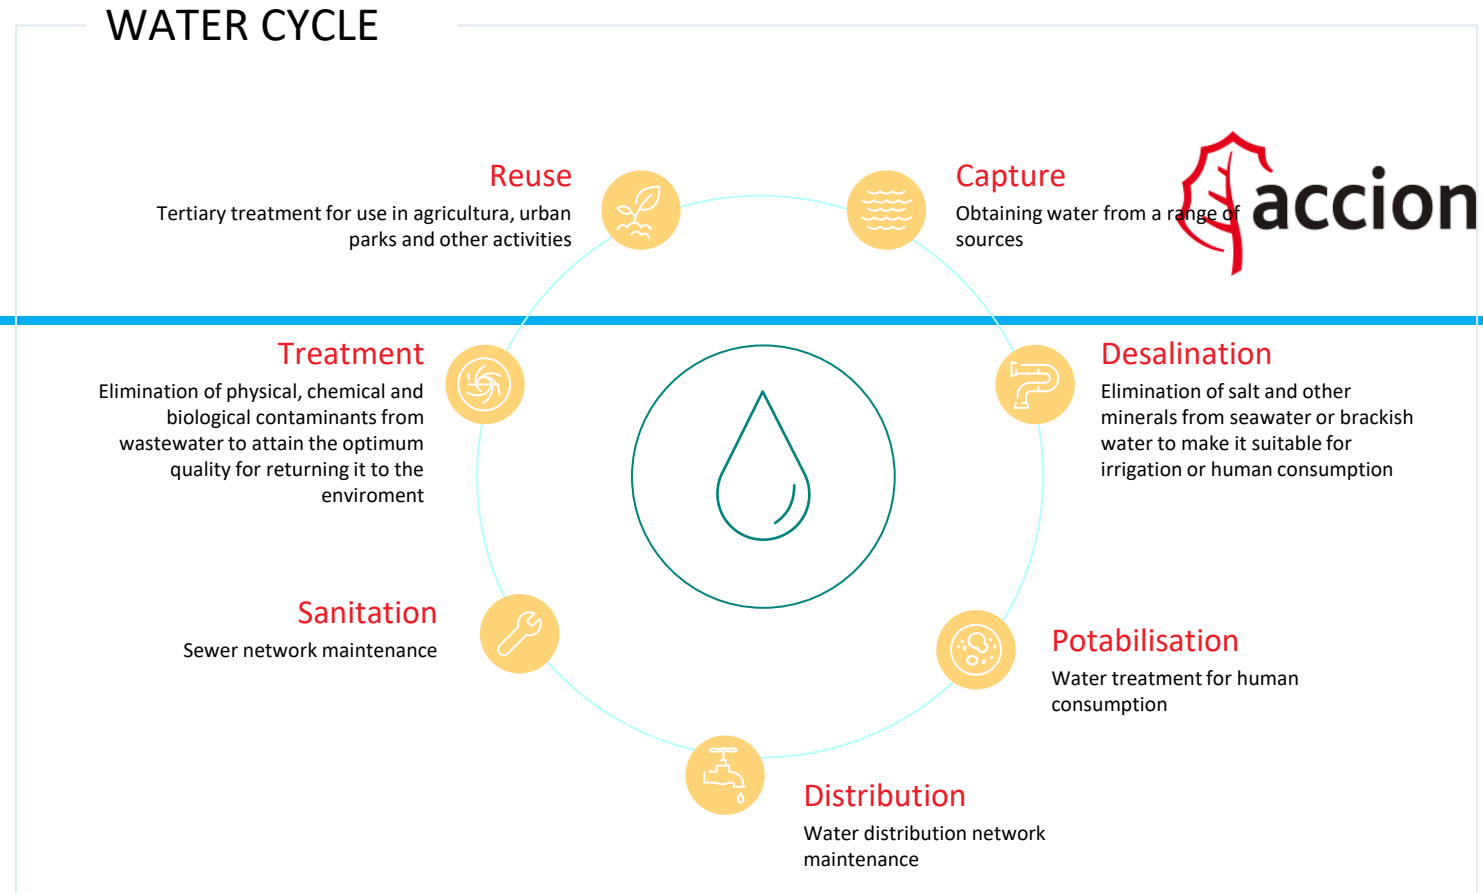 WATER CYCLE
Reuse
Tertiary treatment for use in agricultura, urban
parks and other activities
Capture
Obtaining water from a range of
sources
accion
Treatment
Elimination of physical, chemical and
biological contaminants from
wastewater to attain the optimum
quality for returning it to the
enviroment
Desalination
Elimination of salt and other
minerals from seawater or brackish
water to make it suitable for
irrigation or human consumption
Sanitation
Sewer network maintenance
Potabilisation
Water treatment for human
consumption
Distribution
Water distribution network
maintenance